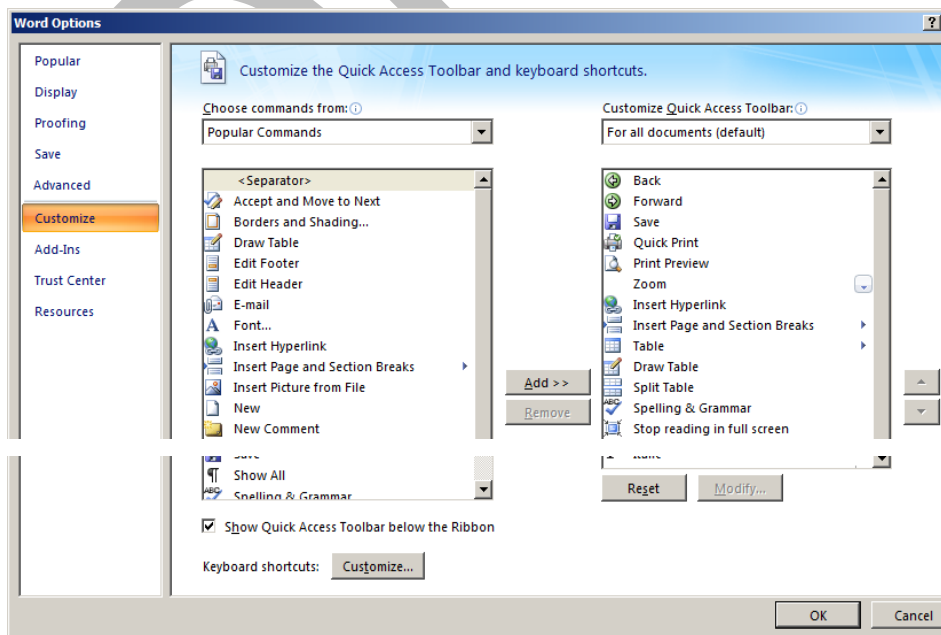 Word Options
?
Popular
Display
Proofing
Save
Advanced
Customize
Add-Ins
Trust Center
Resources
Customize the Quick Access Toolbar and keyboard shortcuts.
Choose commands from:
Popular Commands
<Separator>
Accept and Move to Next
Borders and Shading...
Draw Table
Edit Footer
Edit Header
E-mail
Font...
Insert Hyperlink
Insert Page and Section Breaks
Insert Picture from File
New
New Comment
Save
Show All
Spelling & Grammar
Add >>
Remove
Customize Quick Access Toolbar:
For all documents (default)
Back
Forward
Save
Quick Print
Print Preview
Zoom
Insert Hyperlink
Insert Page and Section Breaks
Table
Draw Table
Split Table
Spelling & Grammar
Stop reading in full screen
Italic
Reset
Modify...
Show Quick Access Toolbar below the Ribbon
Keyboard shortcuts: Customize...
OK
Cancel